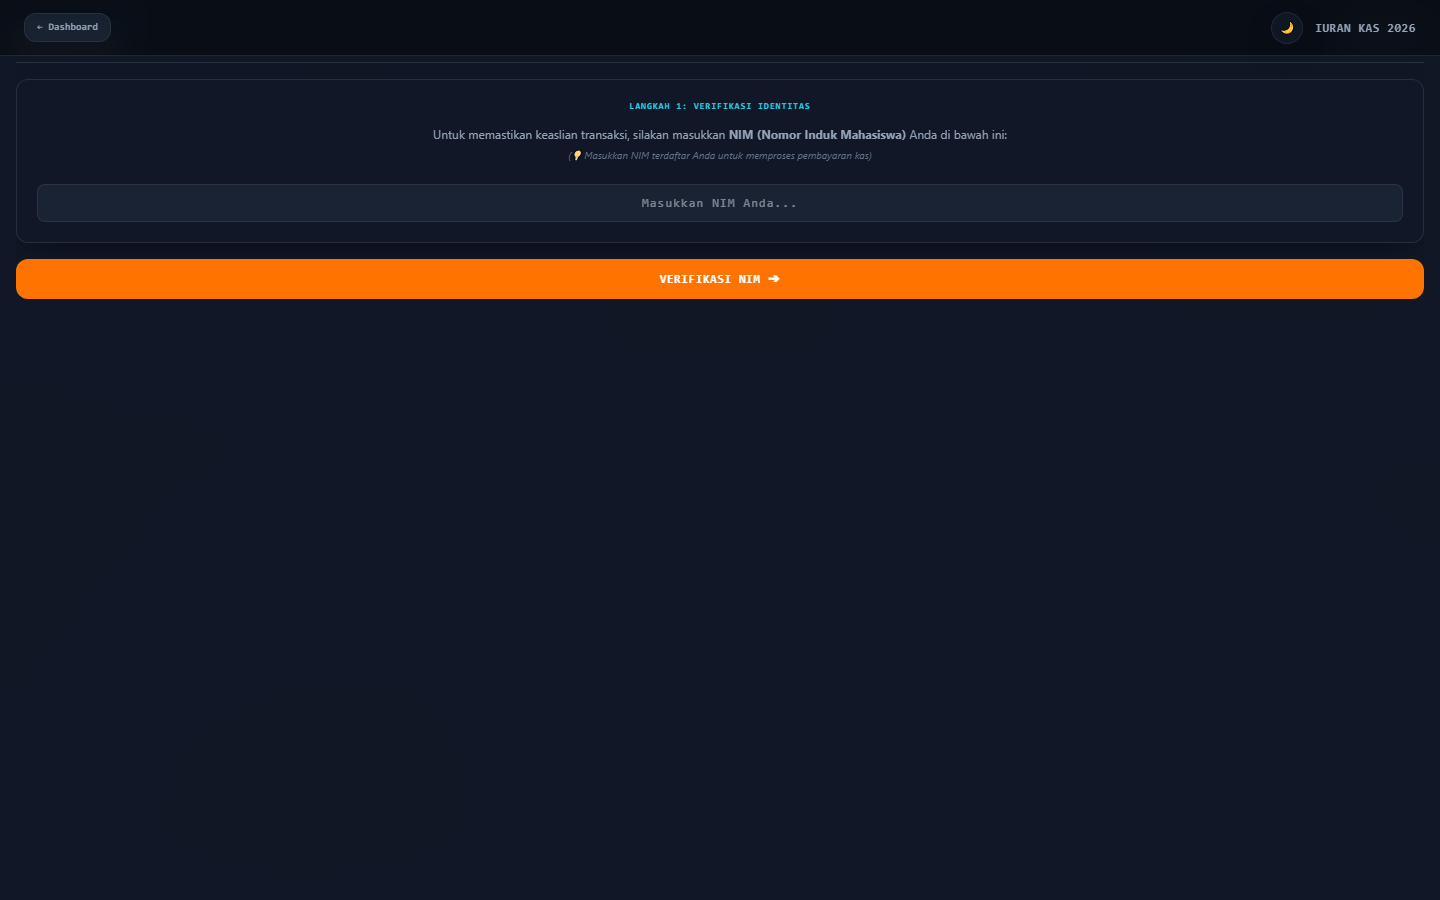 ← Dashboard
🌙 IURAN KAS 2026
LANGKAH 1: VERIFIKASI IDENTITAS
Untuk memastikan keaslian transaksi, silakan masukkan NIM (Nomor Induk Mahasiswa) Anda di bawah ini:
(💡 Masukkan NIM terdaftar Anda untuk memproses pembayaran kas)
Masukkan NIM Anda...
VERIFIKASI NIM ➔